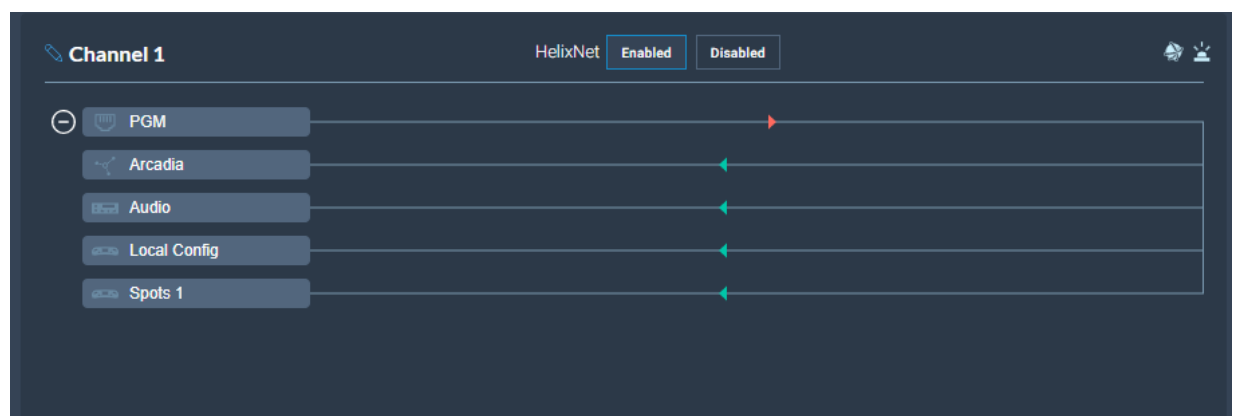 Channel 1 HelixNet Enabled Disabled
PGM
Arcadia
Audio
Local Config
Spots 1